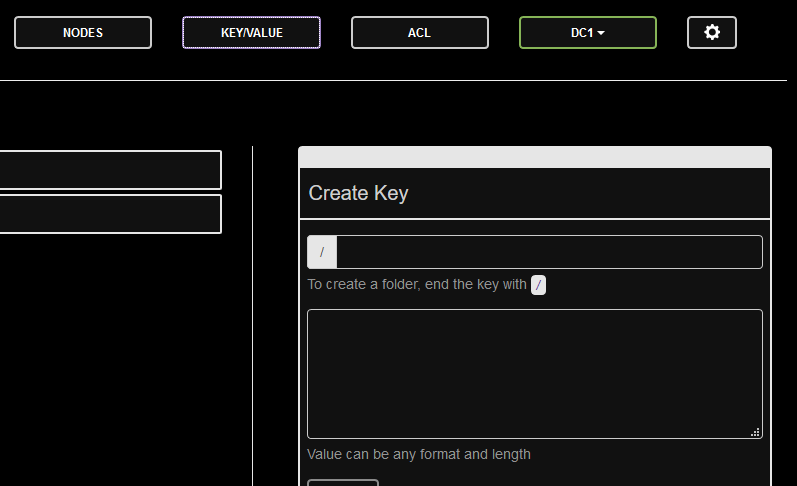 NODES
KEY/VALUE
ACL
DC1
Create Key
/
To create a folder, end the key with /
Value can be any format and length